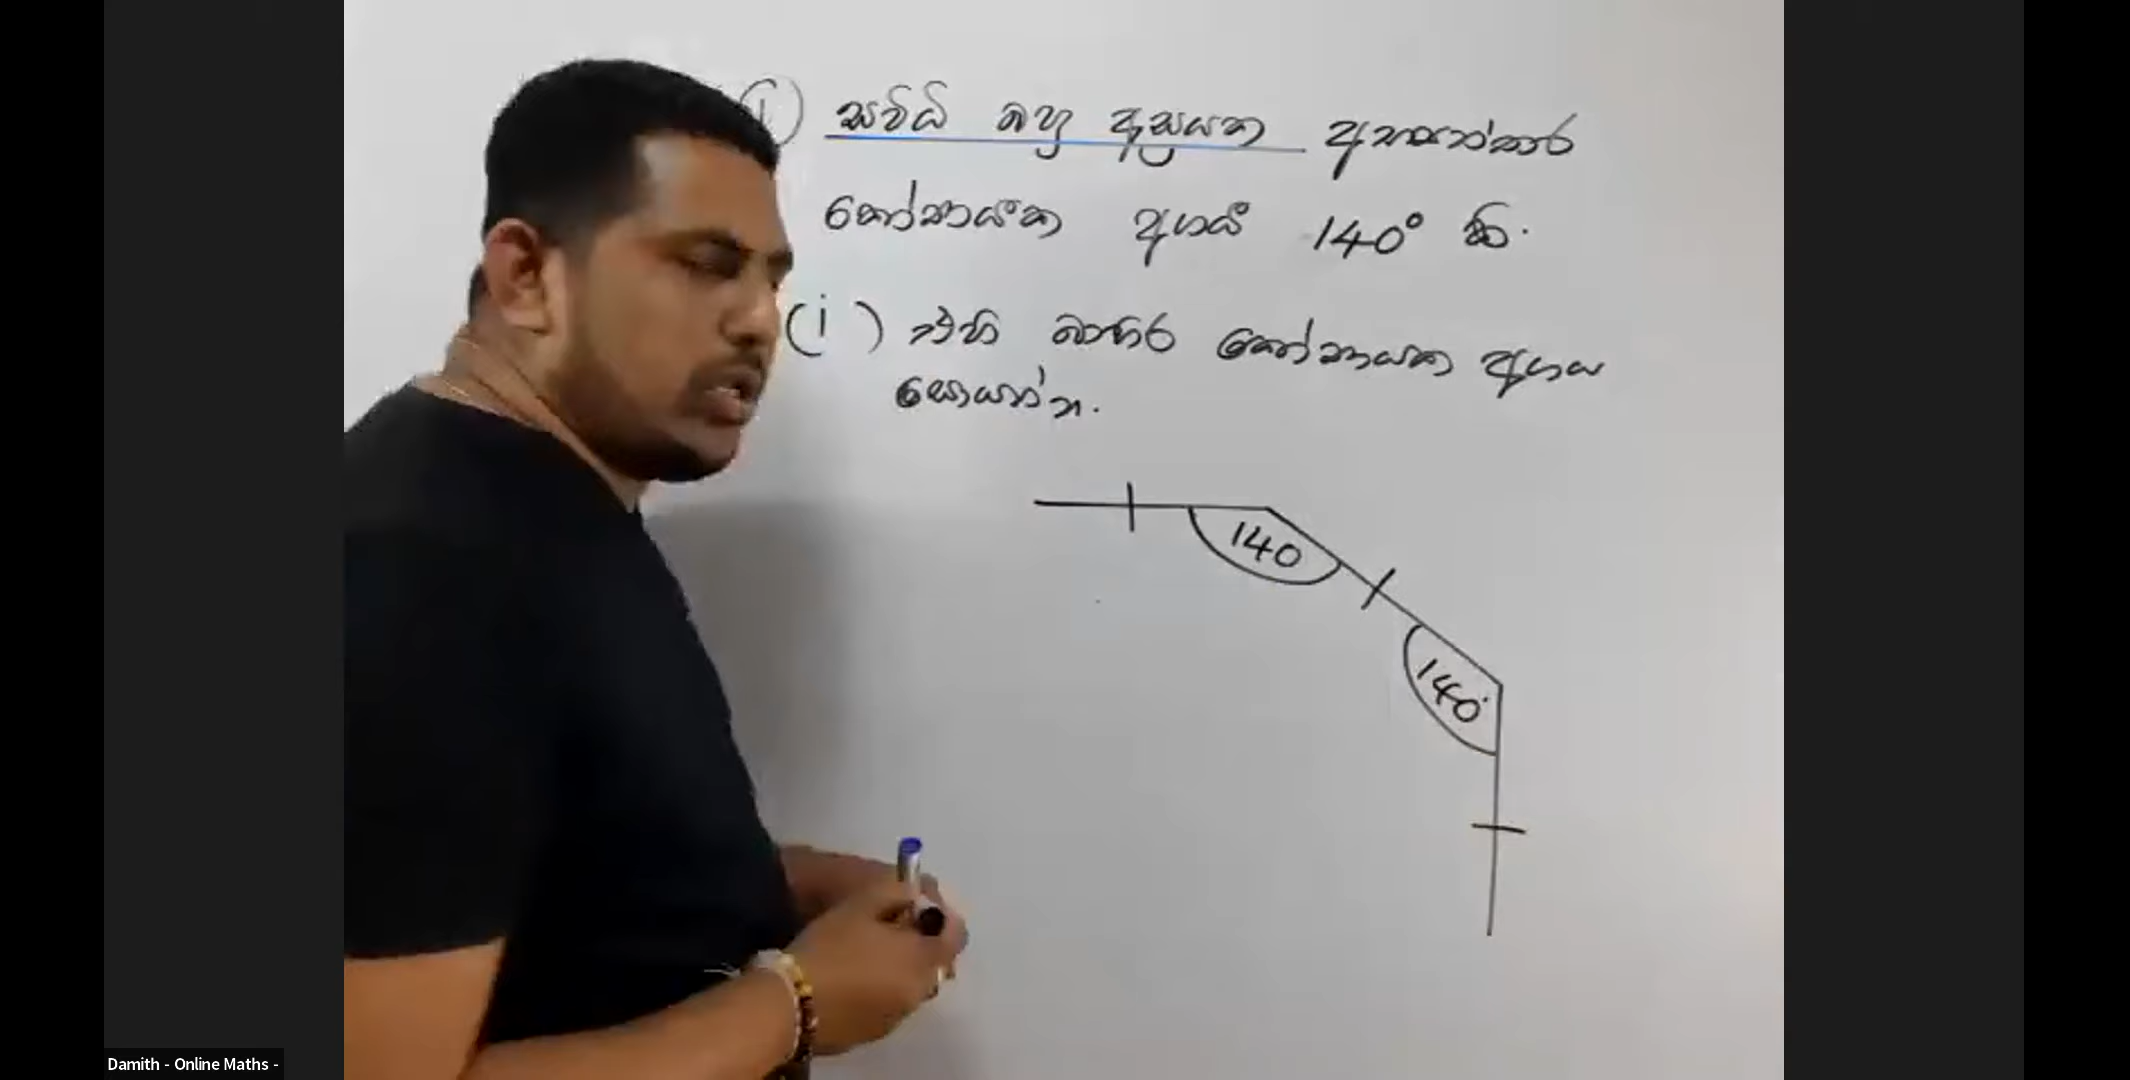 ① සවිධි බහු අස්‍රයක අභ්‍යන්තර
කෝණයක අගය 140° කි.
(i) එහි බාහිර කෝණයක අගය
සොයන්න.
140
140°
Damith - Online Maths -